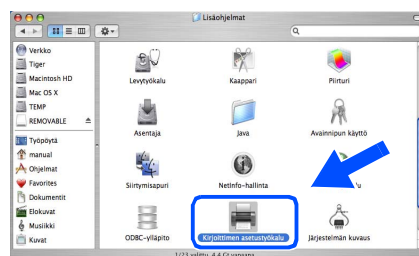 Lisäohjelmat
Verkko
Tiger
Macintosh HD
Mac OS X
TEMP
REMOVABLE
Työpöytä
manual
Ohjelmat
Favorites
Dokumentit
Elokuvat
Musiikki
Kuvat
Levytyökalu
Kaappari
Piirturi
Asentaja
Java
Avainnipun käyttö
Siirtymisapuri
NetInfo-hallinta
ODBC-ylläpito
Kirjoittimen asetustyökalu
Järjestelmän kuvaus